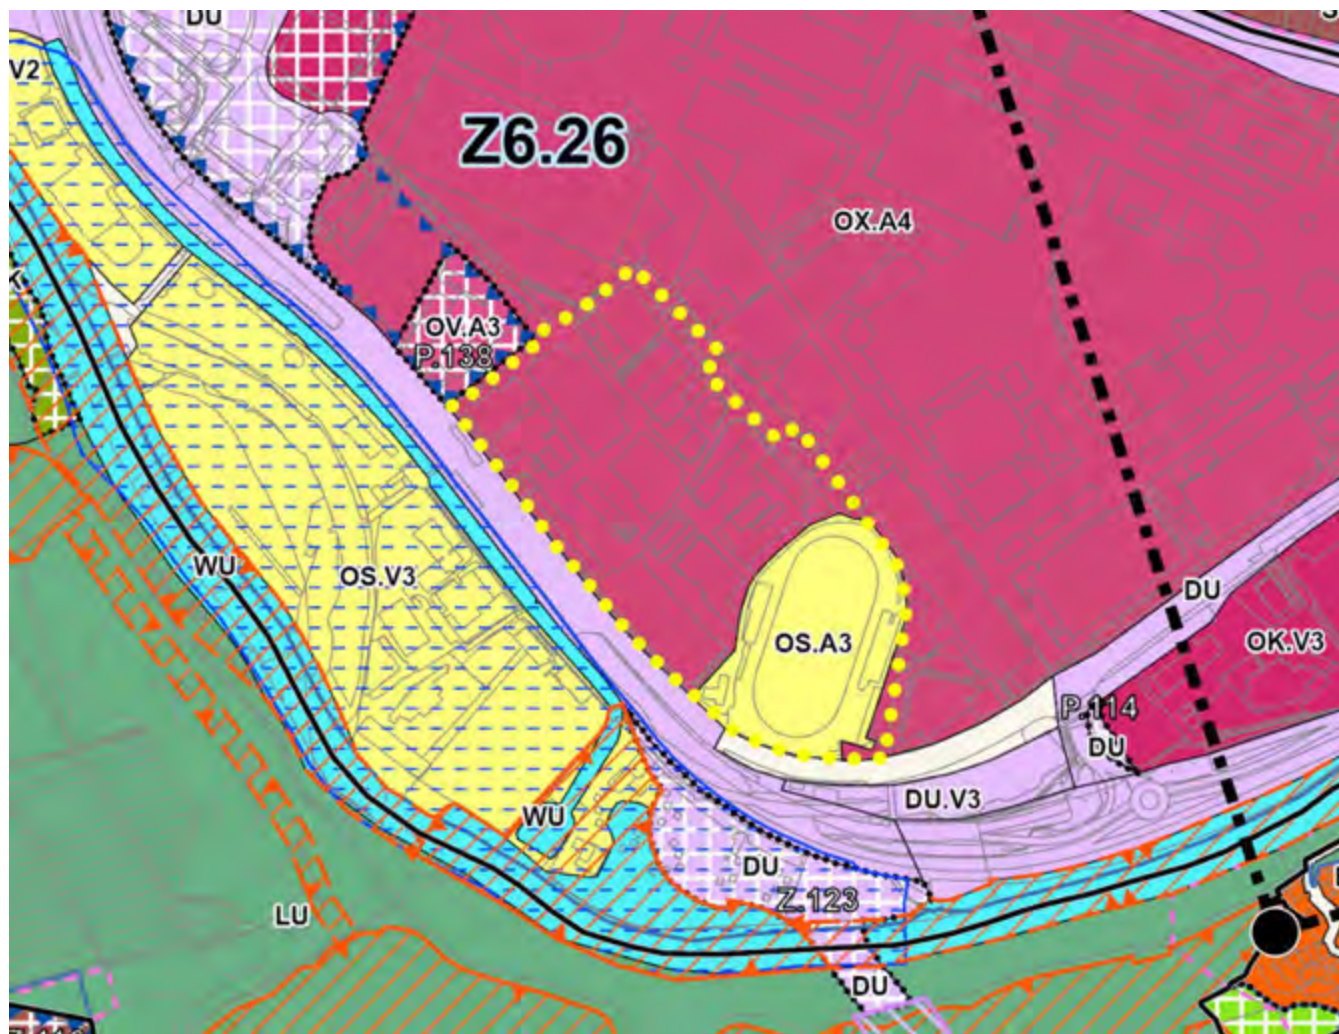 DU
V2
Z6.26
OX.A4
OV.A3
P.138
WU
OS.V3
DU
OS.A3
OK.V3
P.114
DU
DU.V3
WU
DU
Z.123
LU
DU